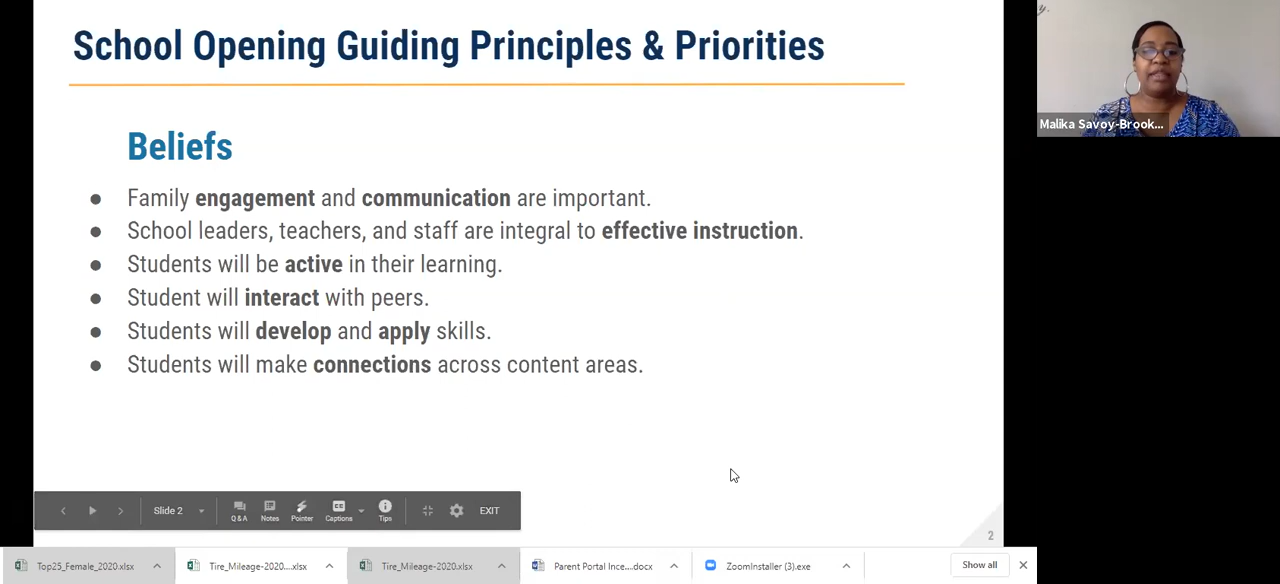 School Opening Guiding Principles & Priorities
Beliefs
● Family engagement and communication are important.
● School leaders, teachers, and staff are integral to effective instruction.
● Students will be active in their learning.
● Student will interact with peers.
● Students will develop and apply skills.
● Students will make connections across content areas.
y.
Malika Savoy-Brook...
Slide 2
Q&A
Notes
Pointer
Captions
Tips
EXIT
2
Top25_Female_2020.xlsx
Tire_Mileage-2020....xlsx
Tire_Mileage-2020.xlsx
Parent Portal Ince....docx
ZoomInstaller (3).exe
Show all